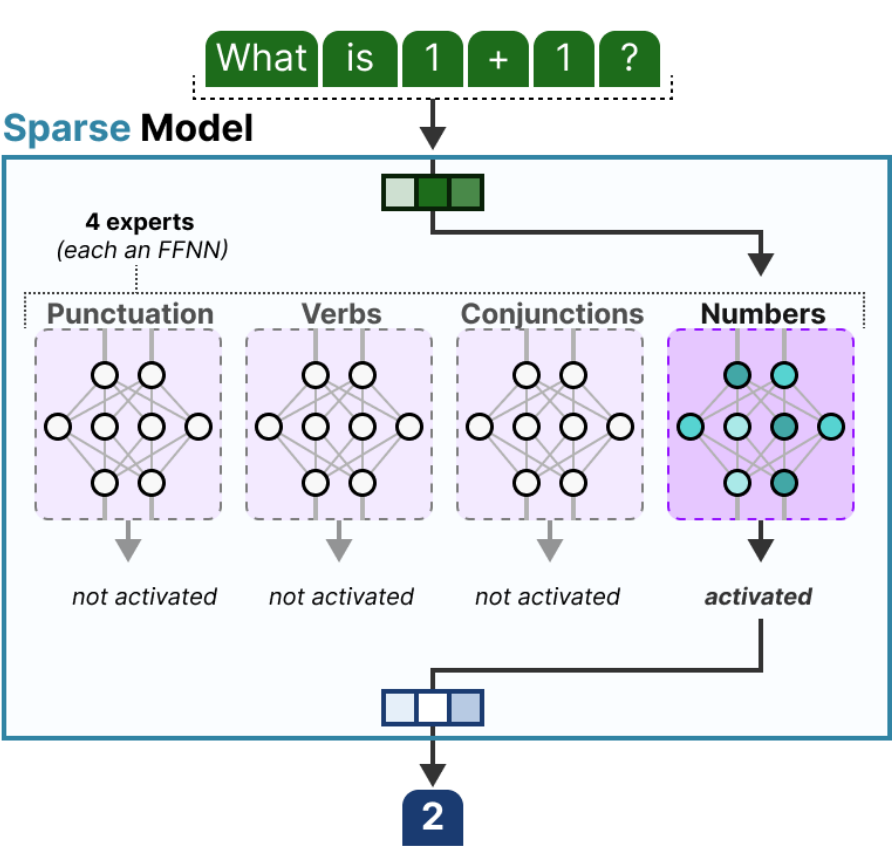 What is 1 + 1 ?
Sparse Model
4 experts
(each an FFNN)
Punctuation Verbs Conjunctions Numbers
not activated not activated not activated activated
2